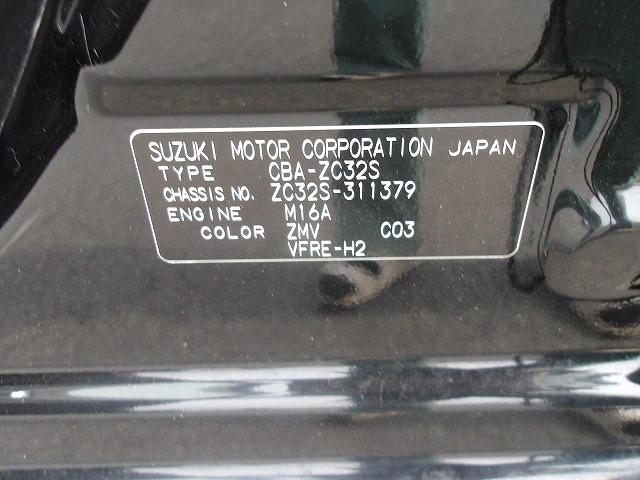 SUZUKI MOTOR CORPORATION JAPAN
TYPE CBA-ZC32S
CHASSIS NO. ZC32S-311379
ENGINE M16A
COLOR ZMV C03
VFRE-H2